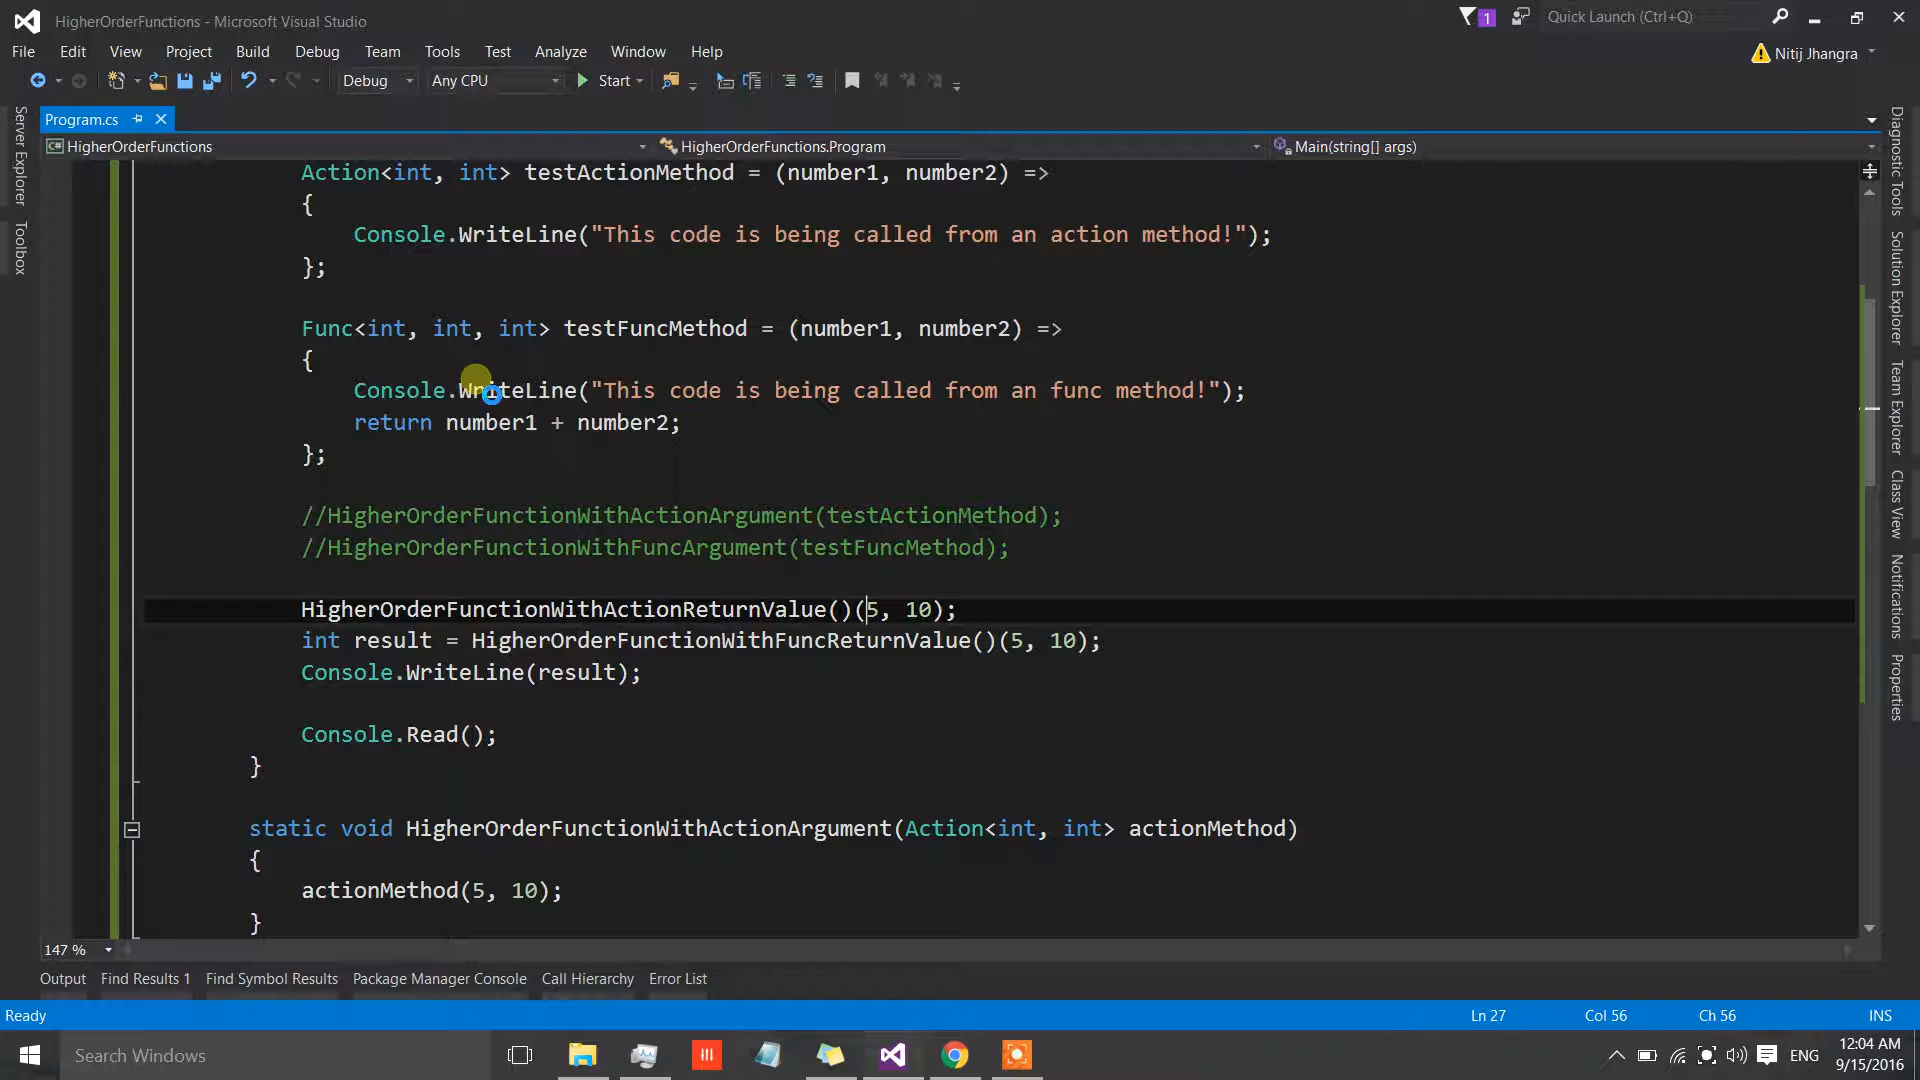 HigherOrderFunctions - Microsoft Visual Studio
1
Quick Launch (Ctrl+Q)
File Edit View Project Build Debug Team Tools Test Analyze Window Help
Nitij Jhangra
Debug Any CPU Start
Program.cs
HigherOrderFunctions HigherOrderFunctions.Program Main(string[] args)
Server Explorer
Toolbox
Action<int, int> testActionMethod = (number1, number2) =>
{
Console.WriteLine("This code is being called from an action method!");
};
Func<int, int, int> testFuncMethod = (number1, number2) =>
{
Console.WriteLine("This code is being called from an func method!");
return number1 + number2;
};
//HigherOrderFunctionWithActionArgument(testActionMethod);
//HigherOrderFunctionWithFuncArgument(testFuncMethod);
HigherOrderFunctionWithActionReturnValue()(5, 10);
int result = HigherOrderFunctionWithFuncReturnValue()(5, 10);
Console.WriteLine(result);
Console.Read();
}
static void HigherOrderFunctionWithActionArgument(Action<int, int> actionMethod)
{
actionMethod(5, 10);
}
Diagnostic Tools
Solution Explorer
Team Explorer
Class View
Notifications
Properties
147 %
Output Find Results 1 Find Symbol Results Package Manager Console Call Hierarchy Error List
Ready Ln 27 Col 56 Ch 56 INS
Search Windows
ENG
12:04 AM
9/15/2016